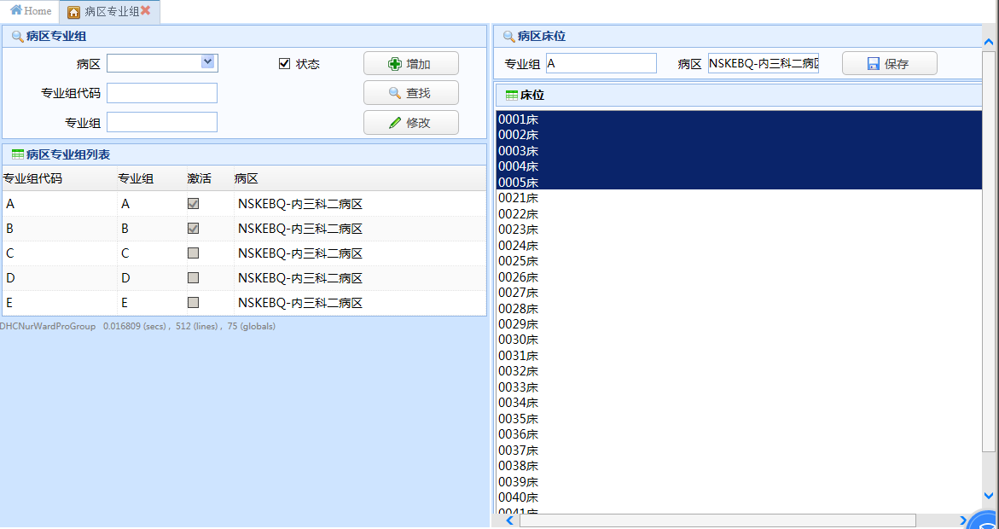 Home 病区专业组
病区专业组
病区 状态 增加
专业组代码 查找
专业组 修改
病区专业组列表
专业组代码 专业组 激活 病区
A A NSKEBQ-内三科二病区
B B NSKEBQ-内三科二病区
C C NSKEBQ-内三科二病区
D D NSKEBQ-内三科二病区
E E NSKEBQ-内三科二病区
DHCNurWardProGroup 0.016809 (secs) , 512 (lines) , 75 (globals)
病区床位
专业组 A 病区 NSKEBQ-内三科二病区 保存
床位
0001床
0002床
0003床
0004床
0005床
0021床
0022床
0023床
0024床
0025床
0026床
0027床
0028床
0029床
0030床
0031床
0032床
0033床
0034床
0035床
0036床
0037床
0038床
0039床
0040床
0041床